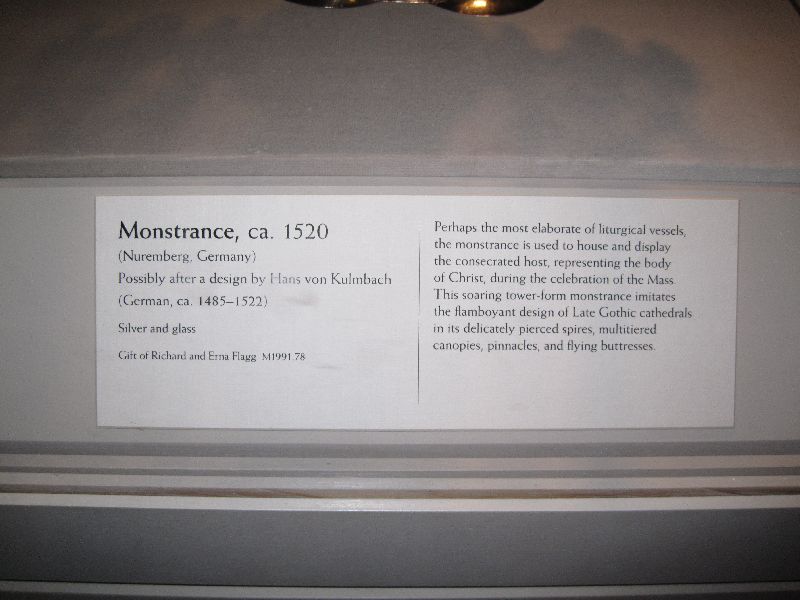 Monstrance, ca. 1520
(Nuremberg, Germany)
Possibly after a design by Hans von Kulmbach
(German, ca. 1485–1522)
Silver and glass
Gift of Richard and Erna Flagg M1991.78
Perhaps the most elaborate of liturgical vessels,
the monstrance is used to house and display
the consecrated host, representing the body
of Christ, during the celebration of the Mass.
This soaring tower-form monstrance imitates
the flamboyant design of Late Gothic cathedrals
in its delicately pierced spires, multitiered
canopies, pinnacles, and flying buttresses.